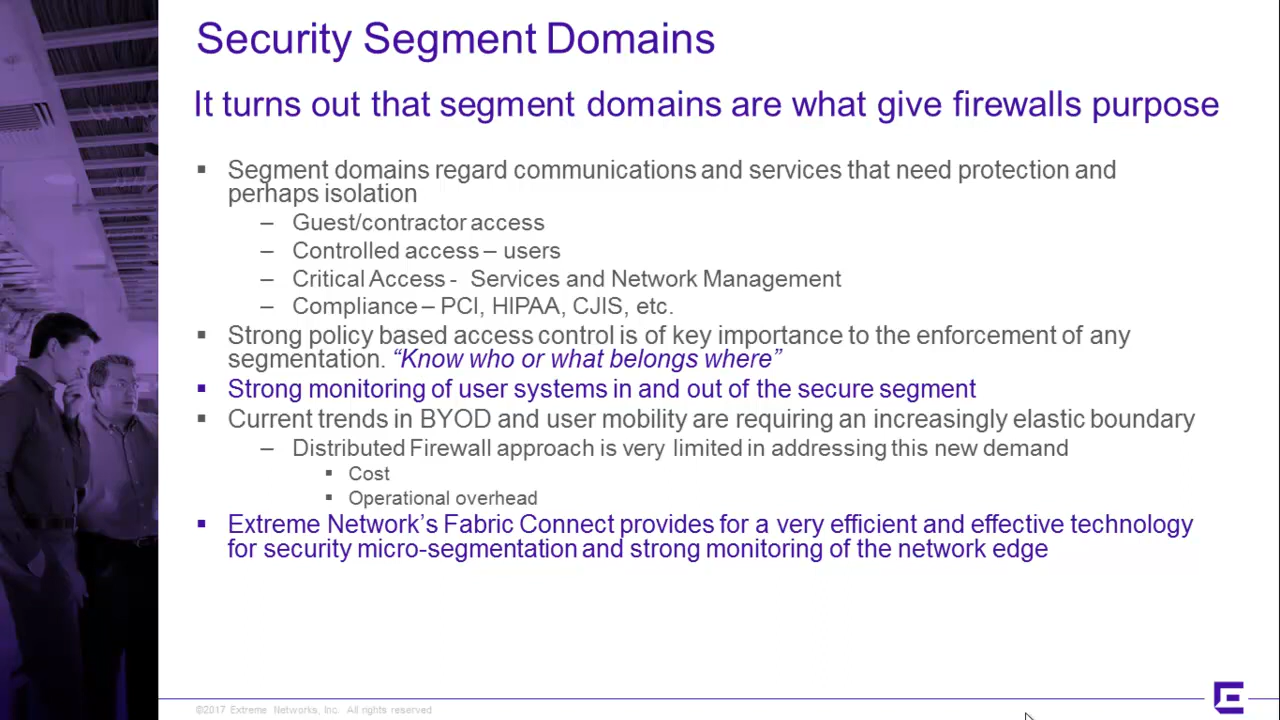 Security Segment Domains
It turns out that segment domains are what give firewalls purpose
▪ Segment domains regard communications and services that need protection and
perhaps isolation
– Guest/contractor access
– Controlled access – users
– Critical Access - Services and Network Management
– Compliance – PCI, HIPAA, CJIS, etc.
▪ Strong policy based access control is of key importance to the enforcement of any
segmentation. “Know who or what belongs where”
▪ Strong monitoring of user systems in and out of the secure segment
▪ Current trends in BYOD and user mobility are requiring an increasingly elastic boundary
– Distributed Firewall approach is very limited in addressing this new demand
▪ Cost
▪ Operational overhead
▪ Extreme Network’s Fabric Connect provides for a very efficient and effective technology
for security micro-segmentation and strong monitoring of the network edge
©2017 Extreme Networks, Inc. All rights reserved